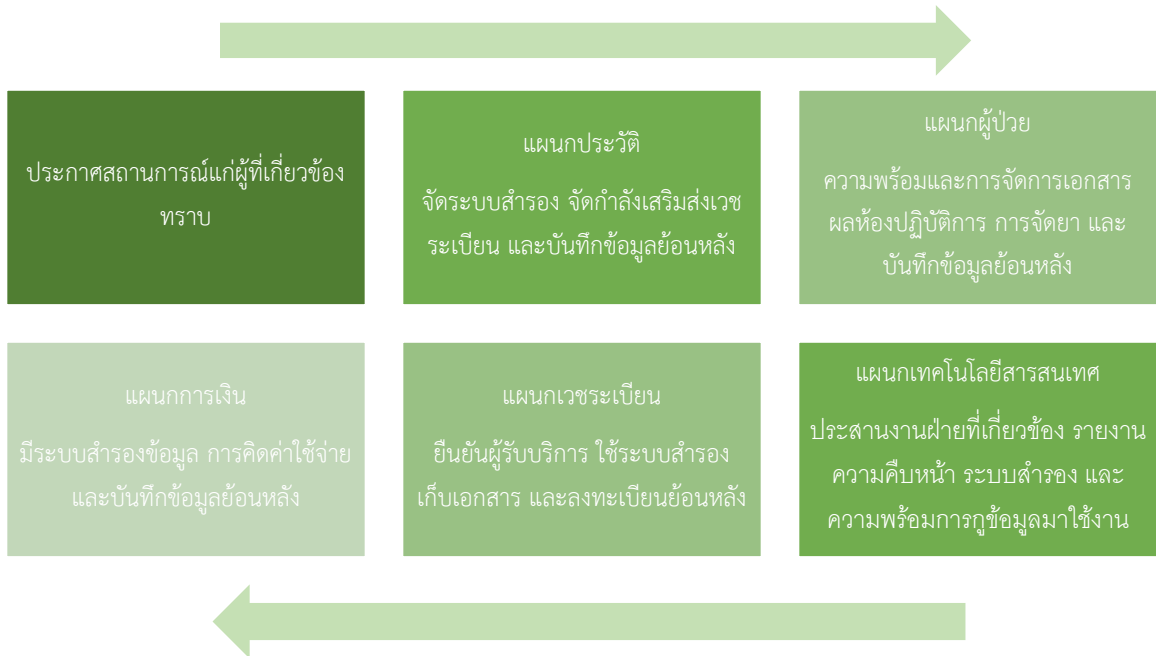 ประกาศสถานการณ์แก่ผู้ที่เกี่ยวข้อง
ทราบ
แผนกประวัติ
จัดระบบสำรอง จัดกำลังเสริมส่งเวช
ระเบียน และบันทึกข้อมูลย้อนหลัง
แผนกผู้ป่วย
ความพร้อมและการจัดการเอกสาร
ผลห้องปฏิบัติการ การจัดยา และ
บันทึกข้อมูลย้อนหลัง
แผนกเทคโนโลยีสารสนเทศ
ประสานงานฝ่ายที่เกี่ยวข้อง รายงาน
ความคืบหน้า ระบบสำรอง และ
ความพร้อมการกูข้อมูลมาใช้งาน
แผนกเวชระเบียน
ยืนยันผู้รับบริการ ใช้ระบบสำรอง
เก็บเอกสาร และลงทะเบียนย้อนหลัง
แผนกการเงิน
มีระบบสำรองข้อมูล การคิดค่าใช้จ่าย
และบันทึกข้อมูลย้อนหลัง